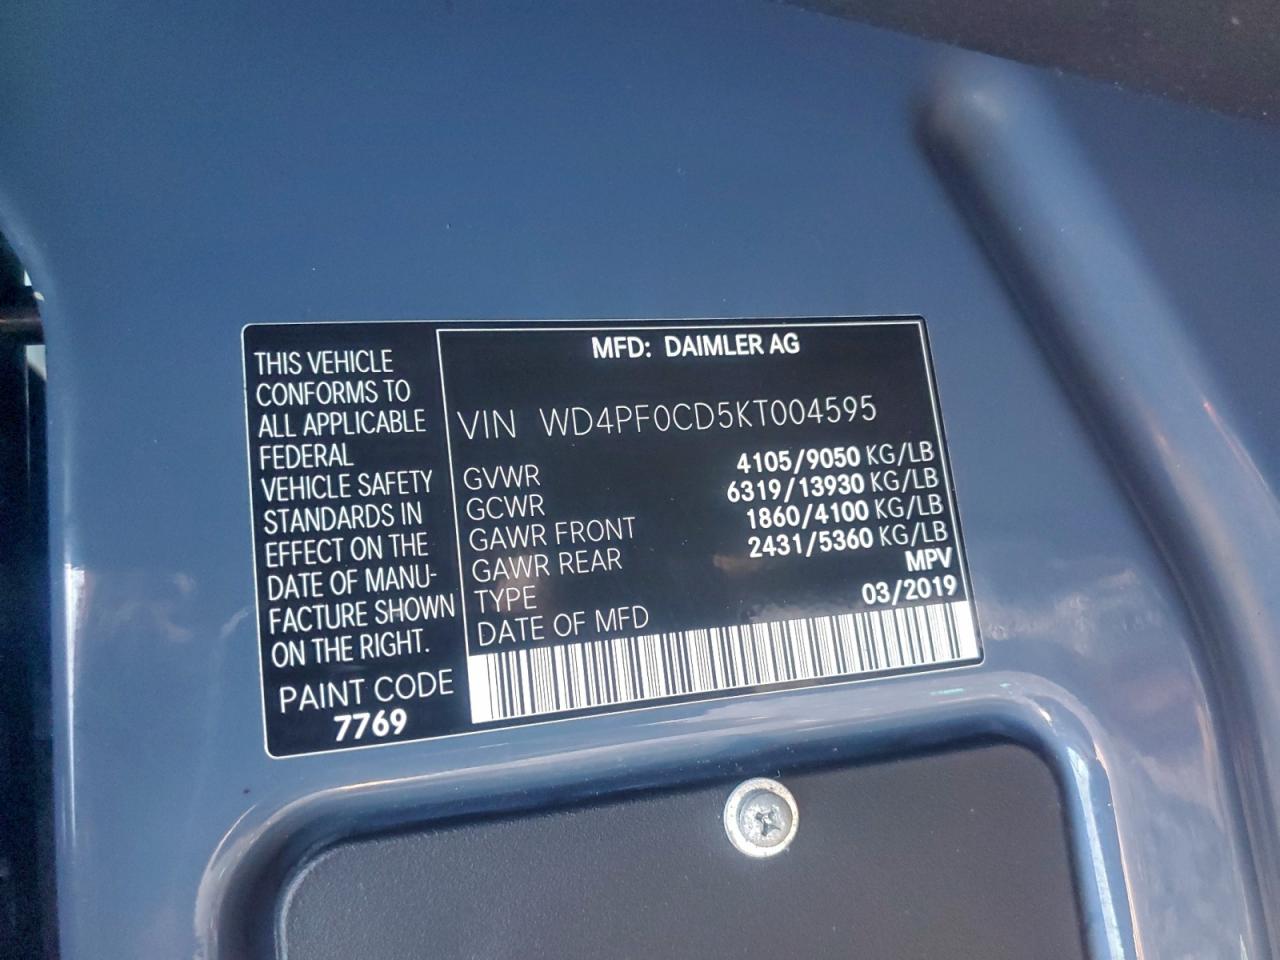 THIS VEHICLE
CONFORMS TO
ALL APPLICABLE
FEDERAL
VEHICLE SAFETY
STANDARDS IN
EFFECT ON THE
DATE OF MANU-
FACTURE SHOWN
ON THE RIGHT.
PAINT CODE
7769
MFD: DAIMLER AG
VIN WD4PF0CD5KT004595
GVWR 4105/9050 KG/LB
GCWR 6319/13930 KG/LB
GAWR FRONT 1860/4100 KG/LB
GAWR REAR 2431/5360 KG/LB
TYPE MPV
DATE OF MFD 03/2019